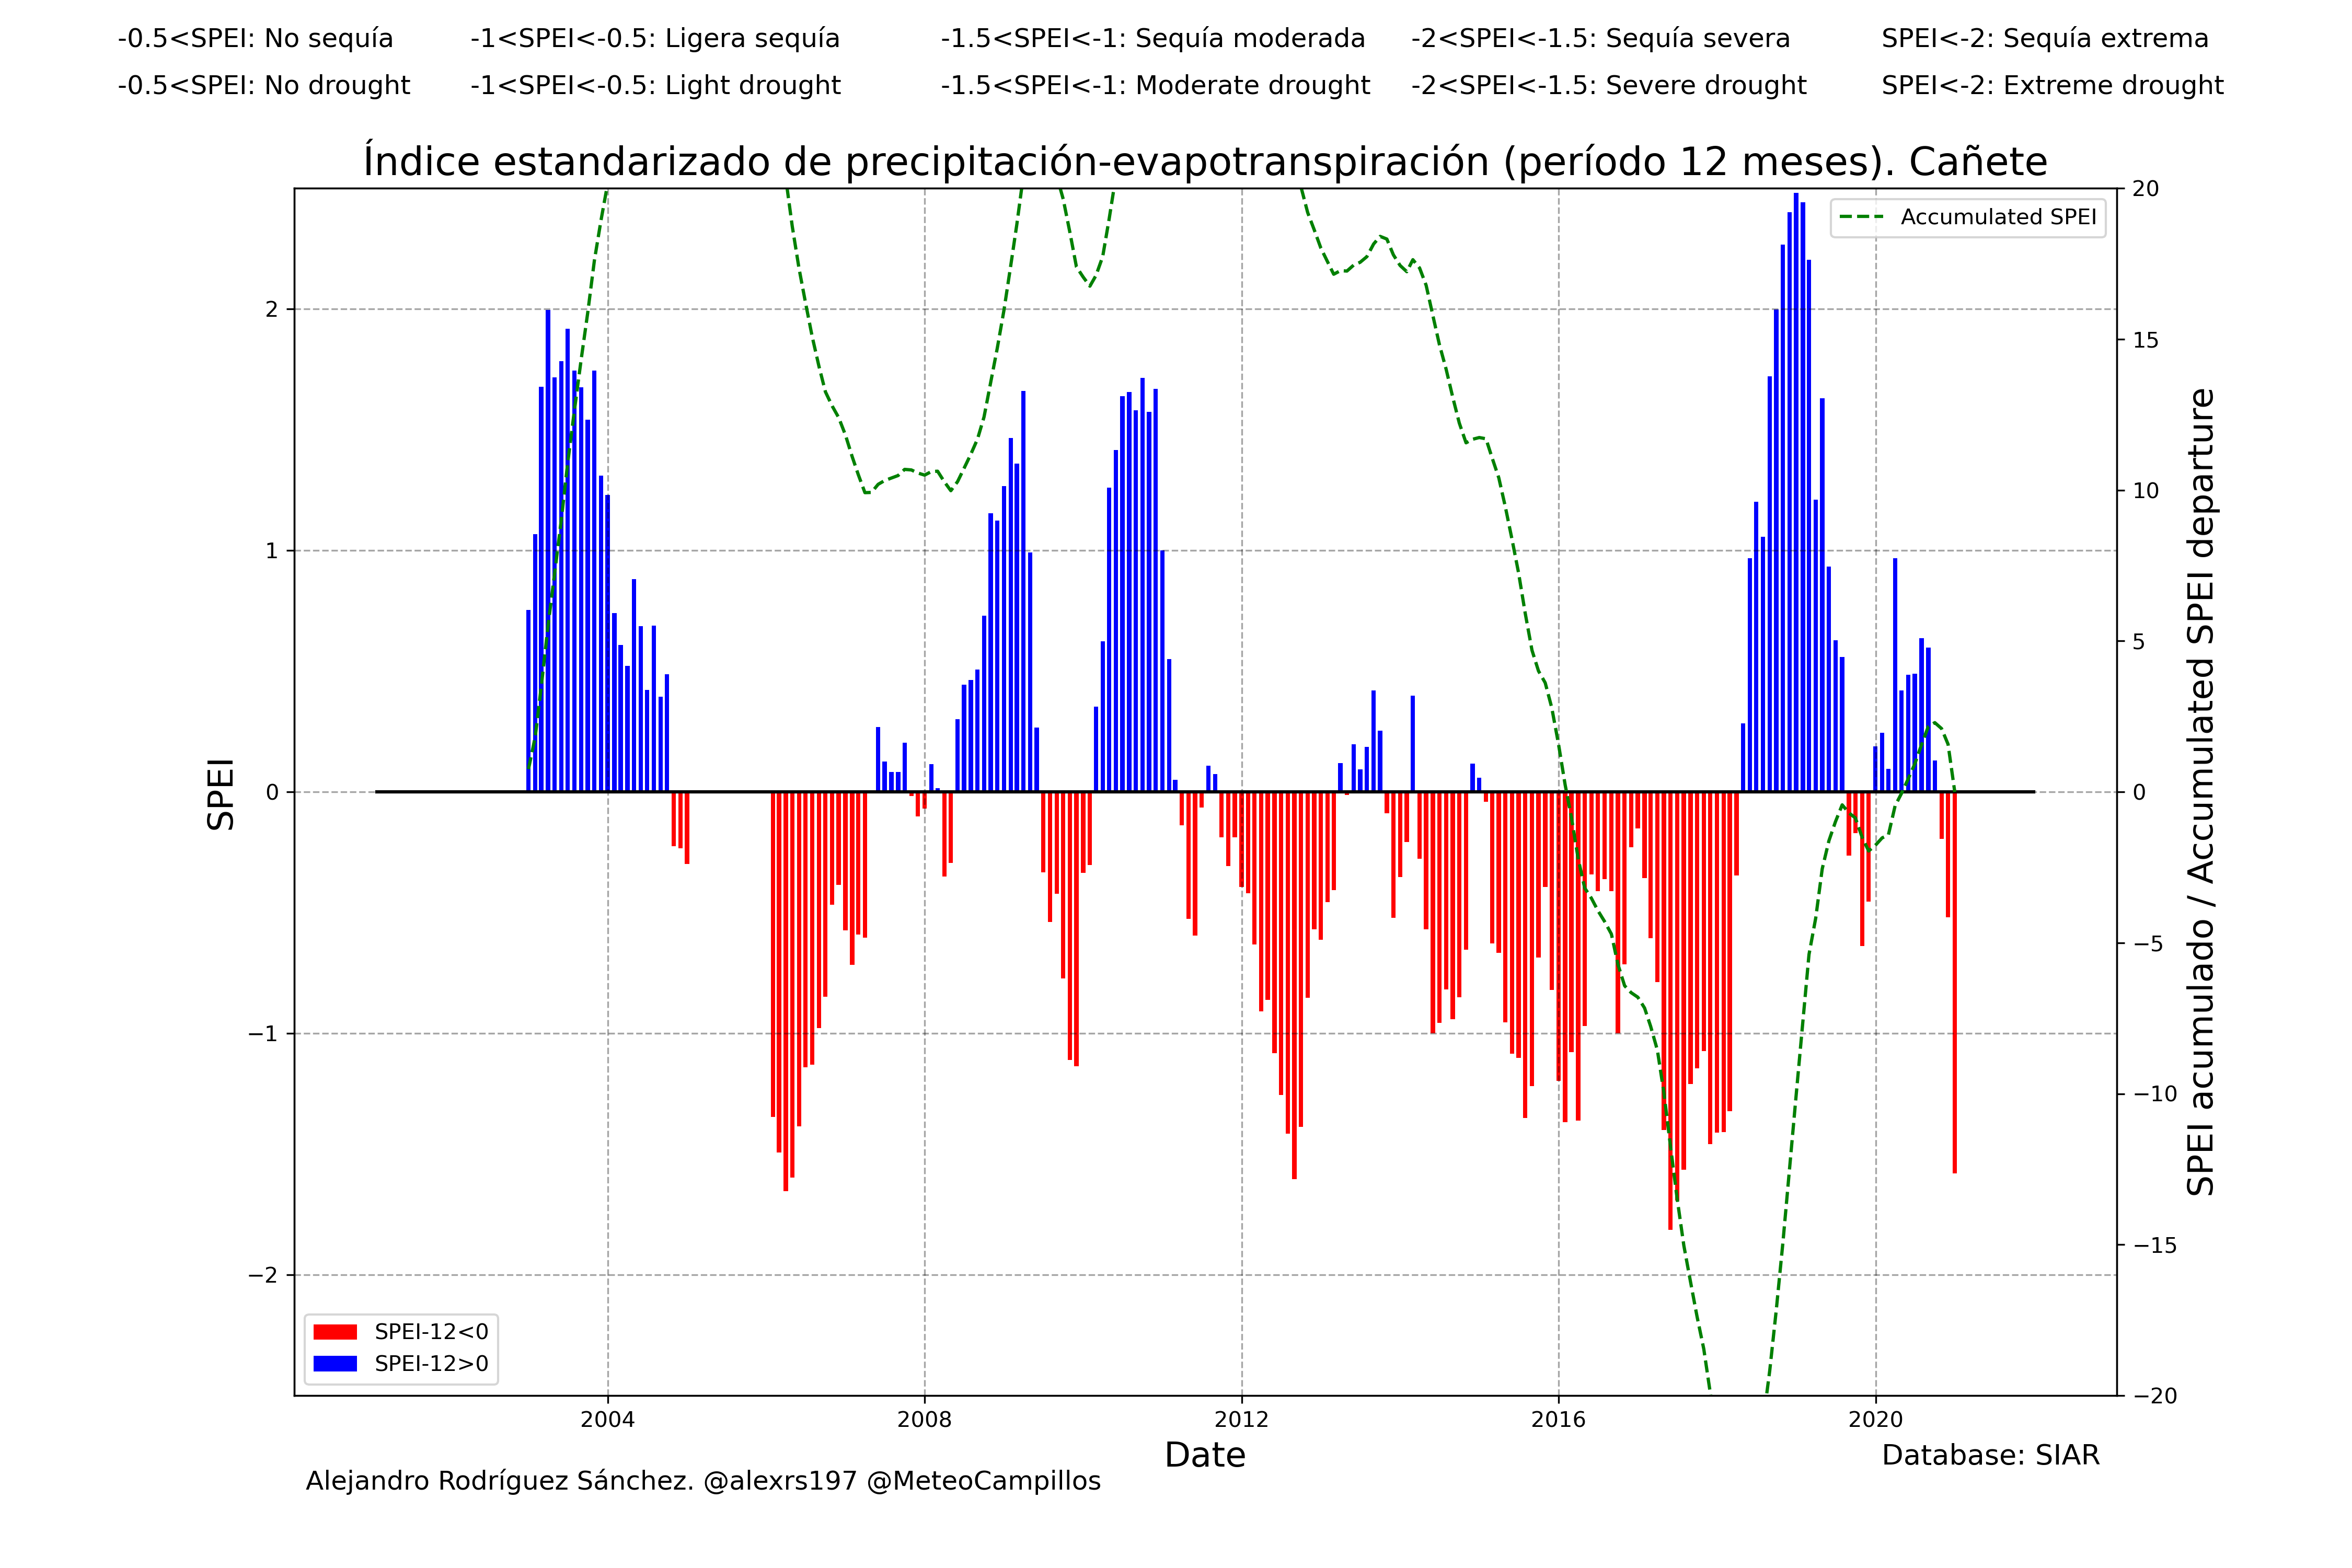 -0.5<SPEI: No sequía -1<SPEI<-0.5: Ligera sequía -1.5<SPEI<-1: Sequía moderada -2<SPEI<-1.5: Sequía severa SPEI<-2: Sequía extrema
-0.5<SPEI: No drought -1<SPEI<-0.5: Light drought -1.5<SPEI<-1: Moderate drought -2<SPEI<-1.5: Severe drought SPEI<-2: Extreme drought
Índice estandarizado de precipitación-evapotranspiración (período 12 meses). Cañete
Accumulated SPEI
SPEI
2
1
0
−1
−2
20
15
10
5
0
−5
−10
−15
−20
SPEI acumulado / Accumulated SPEI departure
SPEI-12<0
SPEI-12>0
2004 2008 2012 2016 2020
Date
Database: SIAR
Alejandro Rodríguez Sánchez. @alexrs197 @MeteoCampillos